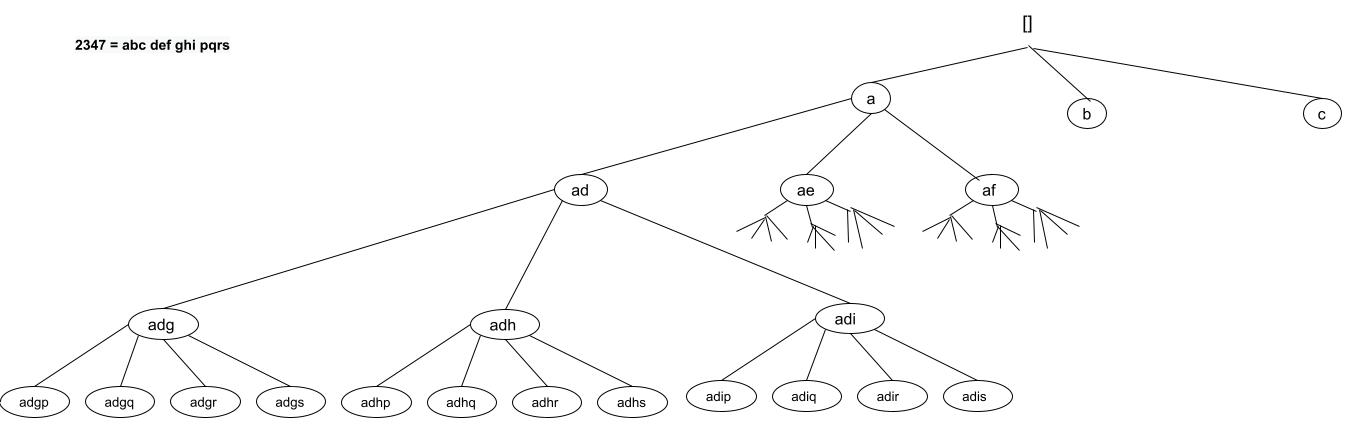 []
2347 = abc def ghi pqrs
a
b
c
ad
ae
af
adg
adh
adi
adgp
adgq
adgr
adgs
adhp
adhq
adhr
adhs
adip
adiq
adir
adis